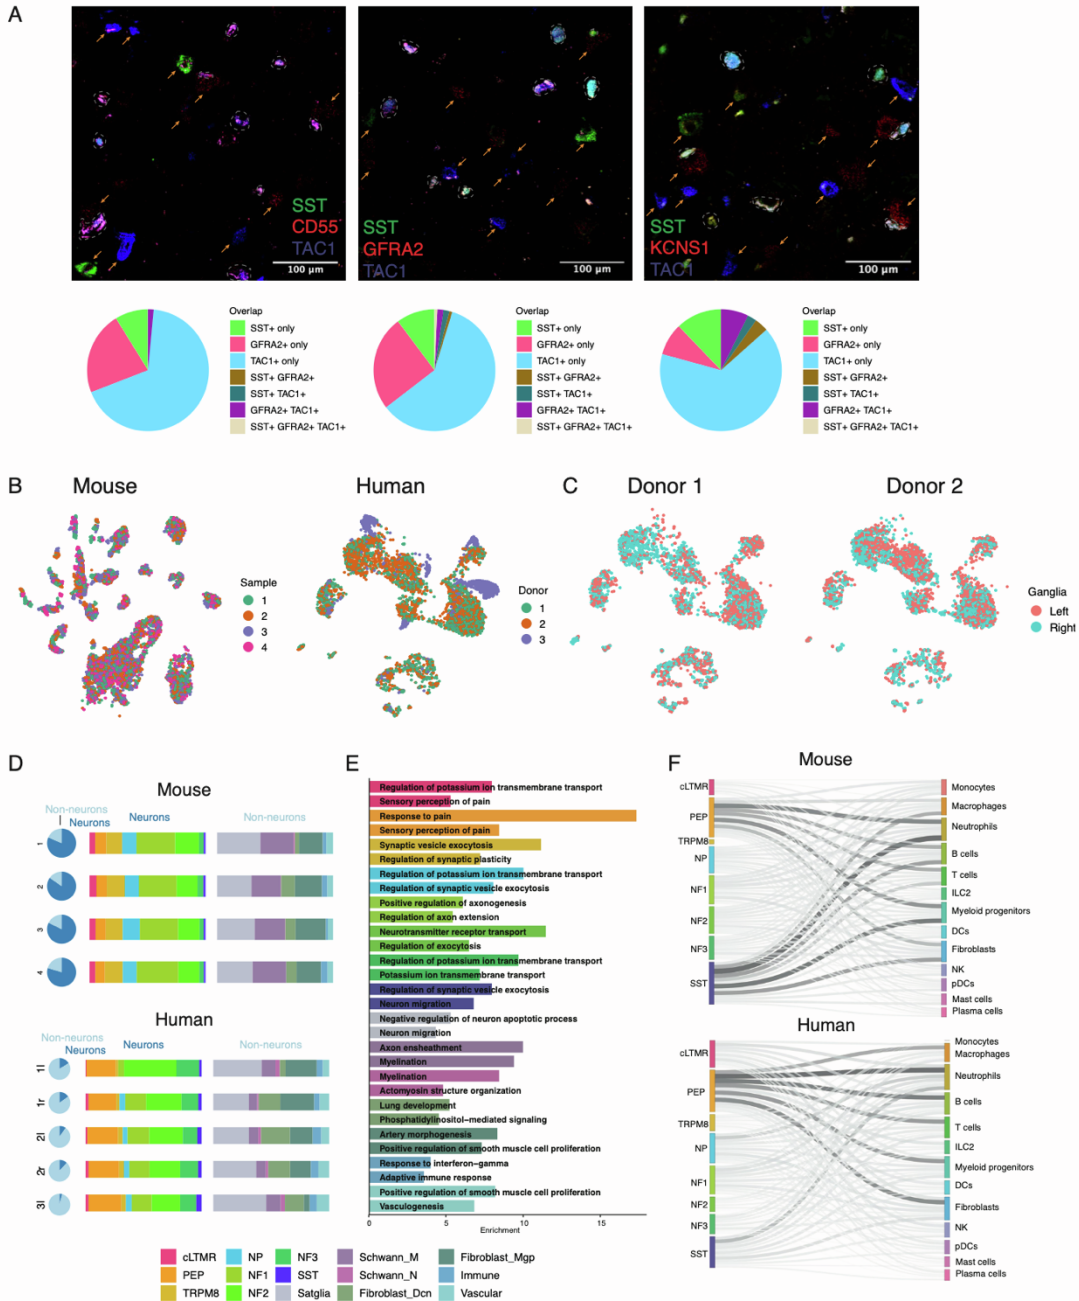 A
SST
CD55
TAC1
100 μm
SST
GFRA2
TAC1
100 μm
SST
KCNS1
TAC1
100 μm
Overlap
SST+ only
GFRA2+ only
TAC1+ only
SST+ GFRA2+
SST+ TAC1+
GFRA2+ TAC1+
SST+ GFRA2+ TAC1+
Overlap
SST+ only
GFRA2+ only
TAC1+ only
SST+ GFRA2+
SST+ TAC1+
GFRA2+ TAC1+
SST+ GFRA2+ TAC1+
Overlap
SST+ only
GFRA2+ only
TAC1+ only
SST+ GFRA2+
SST+ TAC1+
GFRA2+ TAC1+
SST+ GFRA2+ TAC1+
B
Mouse
Sample
1
2
3
4
Human
Donor
1
2
3
C
Donor 1
Donor 2
Ganglia
Left
Right
D
Mouse
Non-neurons
Neurons
Neurons
Non-neurons
1
2
3
4
Human
Non-neurons
Neurons
Neurons
Non-neurons
1l
1r
2l
2r
3l
E
Regulation of potassium ion transmembrane transport
Sensory perception of pain
Response to pain
Sensory perception of pain
Synaptic vesicle exocytosis
Regulation of synaptic plasticity
Regulation of potassium ion transmembrane transport
Regulation of synaptic vesicle exocytosis
Positive regulation of axonogenesis
Regulation of axon extension
Neurotransmitter receptor transport
Regulation of exocytosis
Regulation of potassium ion transmembrane transport
Potassium ion transmembrane transport
Regulation of synaptic vesicle exocytosis
Neuron migration
Negative regulation of neuron apoptotic process
Neuron migration
Axon ensheathment
Myelination
Myelination
Actomyosin structure organization
Lung development
Phosphatidylinositol-mediated signaling
Artery morphogenesis
Positive regulation of smooth muscle cell proliferation
Response to interferon-gamma
Adaptive immune response
Positive regulation of smooth muscle cell proliferation
Vasculogenesis
0 5 10 15
Enrichment
F
Mouse
cLTMR
PEP
TRPM8
NP
NF1
NF2
NF3
SST
Monocytes
Macrophages
Neutrophils
B cells
T cells
ILC2
Myeloid progenitors
DCs
Fibroblasts
NK
pDCs
Mast cells
Plasma cells
Human
cLTMR
PEP
TRPM8
NP
NF1
NF2
NF3
SST
Monocytes
Macrophages
Neutrophils
B cells
T cells
ILC2
Myeloid progenitors
DCs
Fibroblasts
NK
pDCs
Mast cells
Plasma cells
cLTMR NP NF3 Schwann_M Fibroblast_Mgp
PEP NF1 SST Schwann_N Immune
TRPM8 NF2 Satglia Fibroblast_Dcn Vascular